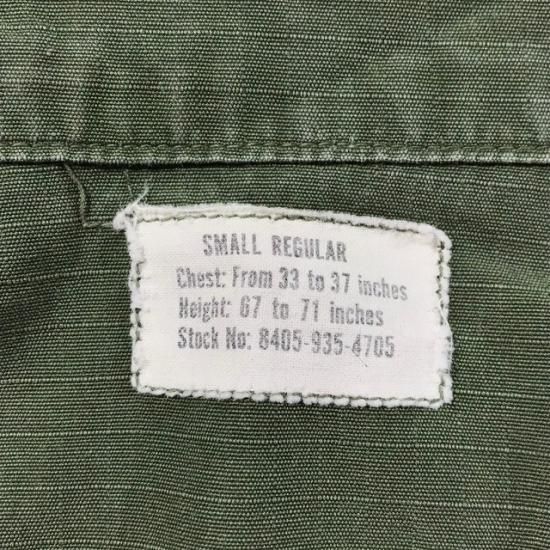 SMALL REGULAR
Chest: From 33 to 37 inches
Height: 67 to 71 inches
Stock No: 8405-935-4705